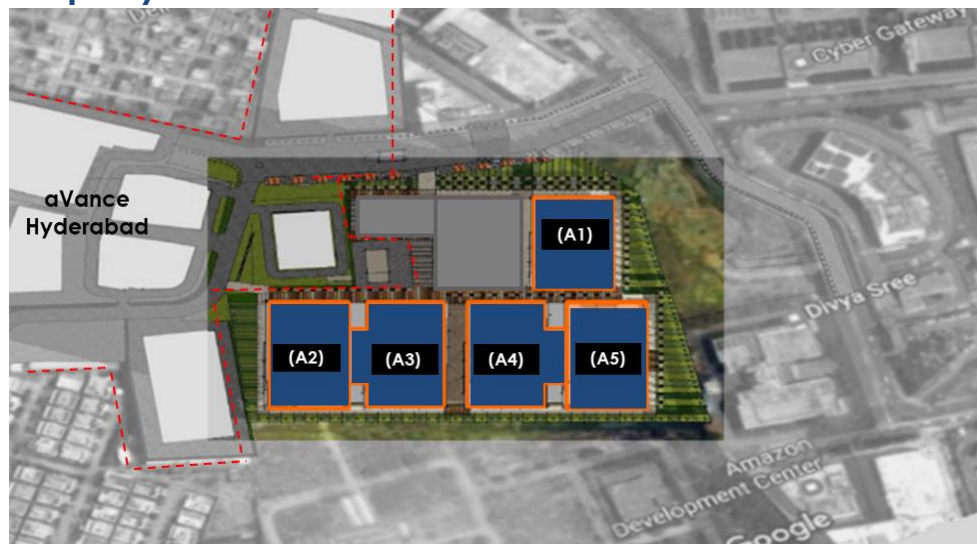 Cyber Gateway
aVance
Hyderabad
(A1)
Divya Sree
(A2)
(A3)
(A4)
(A5)
Amazon
Development Center
Google